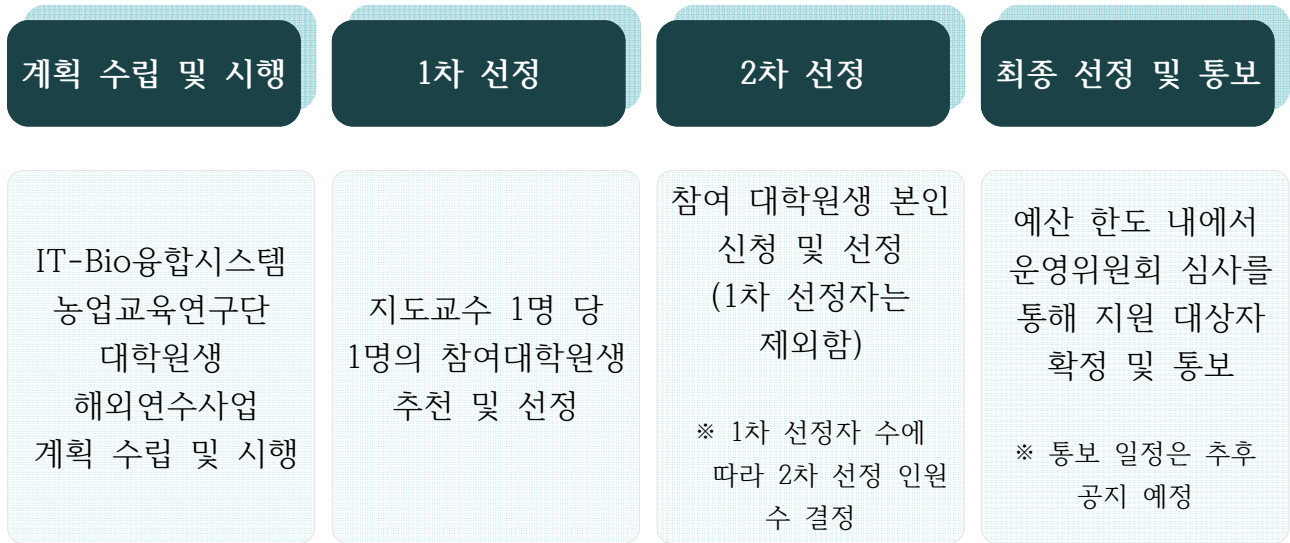 계획 수립 및 시행
1차 선정
2차 선정
최종 선정 및 통보
IT-Bio융합시스템
농업교육연구단
대학원생
해외연수사업
계획 수립 및 시행
지도교수 1명 당
1명의 참여대학원생
추천 및 선정
참여 대학원생 본인
신청 및 선정
(1차 선정자는
제외함)
※ 1차 선정자 수에
따라 2차 선정 인원
수 결정
예산 한도 내에서
운영위원회 심사를
통해 지원 대상자
확정 및 통보
※ 통보 일정은 추후
공지 예정